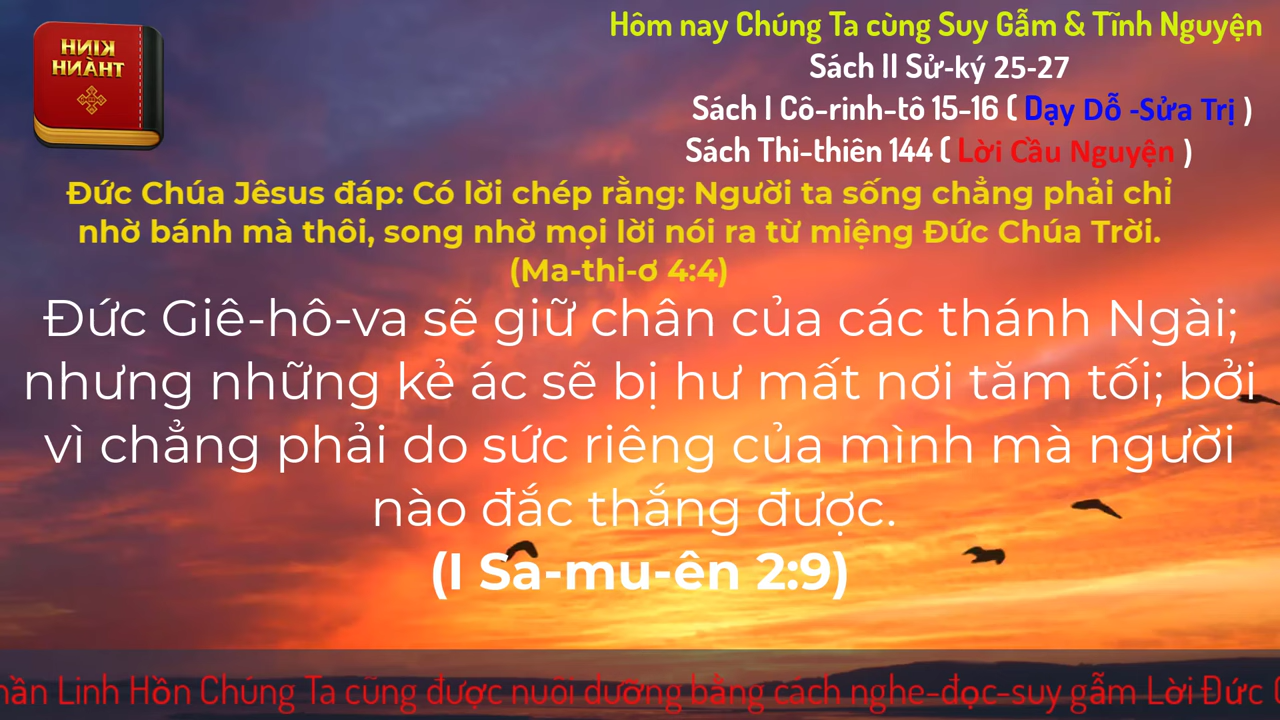 KINH
THÁNH
Hôm nay Chúng Ta cùng Suy Gẫm & Tĩnh Nguyện
Sách II Sử-ký 25-27
Sách I Cô-rinh-tô 15-16 ( Dạy Dỗ -Sửa Trị )
Sách Thi-thiên 144 ( Lời Cầu Nguyện )
Đức Chúa Jêsus đáp: Có lời chép rằng: Người ta sống chẳng phải chỉ
nhờ bánh mà thôi, song nhờ mọi lời nói ra từ miệng Đức Chúa Trời.
(Ma-thi-ơ 4:4)
Đức Giê-hô-va sẽ giữ chân của các thánh Ngài;
nhưng những kẻ ác sẽ bị hư mất nơi tăm tối; bởi
vì chẳng phải do sức riêng của mình mà người
nào đắc thắng được.
(I Sa-mu-ên 2:9)
Linh Hồn Chúng Ta cũng được nuôi dưỡng bằng cách nghe-đọc-suy gẫm Lời Đức